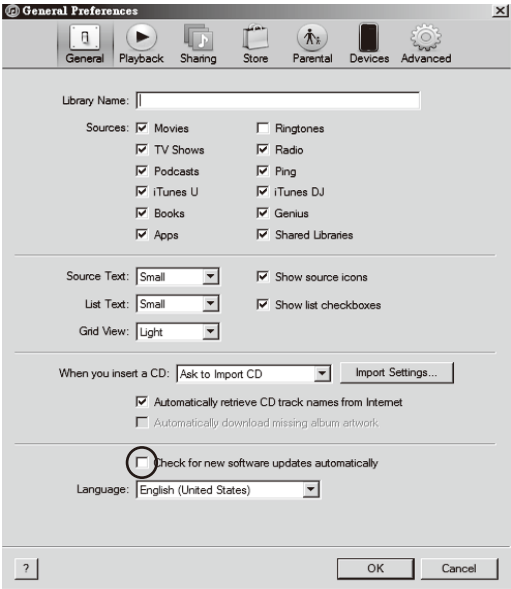 General Preferences
General Playback Sharing Store Parental Devices Advanced
Library Name:
Sources: Movies Ringtones
TV Shows Radio
Podcasts Ping
iTunes U iTunes DJ
Books Genius
Apps Shared Libraries
Source Text: Small Show source icons
List Text: Small Show list checkboxes
Grid View: Light
When you insert a CD: Ask to Import CD Import Settings...
Automatically retrieve CD track names from Internet
Automatically download missing album artwork
Check for new software updates automatically
Language: English (United States)
? OK Cancel